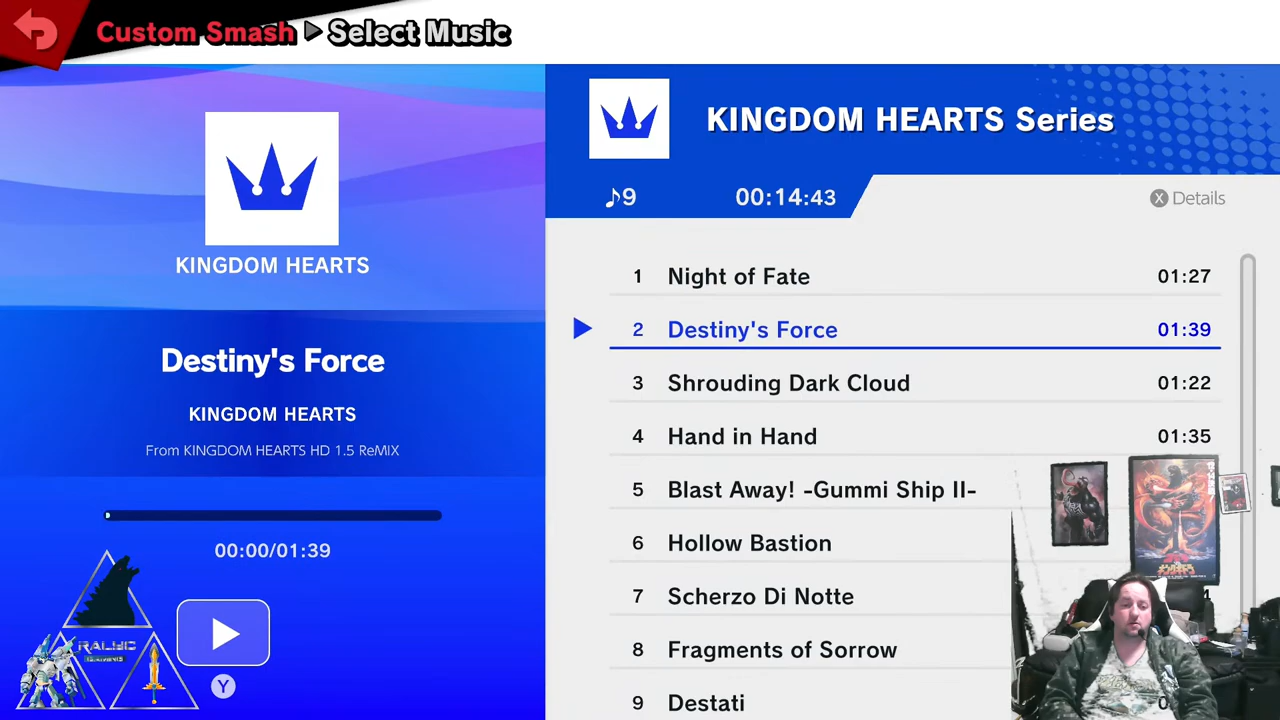 Custom Smash ▶ Select Music
KINGDOM HEARTS
Destiny's Force
KINGDOM HEARTS
From KINGDOM HEARTS HD 1.5 ReMIX
00:00/01:39
Y
RALJIC
GAMING
KINGDOM HEARTS Series
♪9 00:14:43
X Details
1 Night of Fate 01:27
2 Destiny's Force 01:39
3 Shrouding Dark Cloud 01:22
4 Hand in Hand 01:35
5 Blast Away! -Gummi Ship II-
6 Hollow Bastion
7 Scherzo Di Notte
8 Fragments of Sorrow
9 Destati